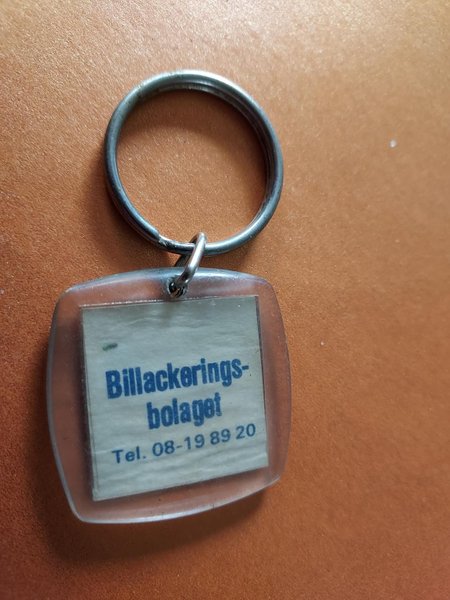 Billackerings-
bolaget
Tel. 08-19 89 20